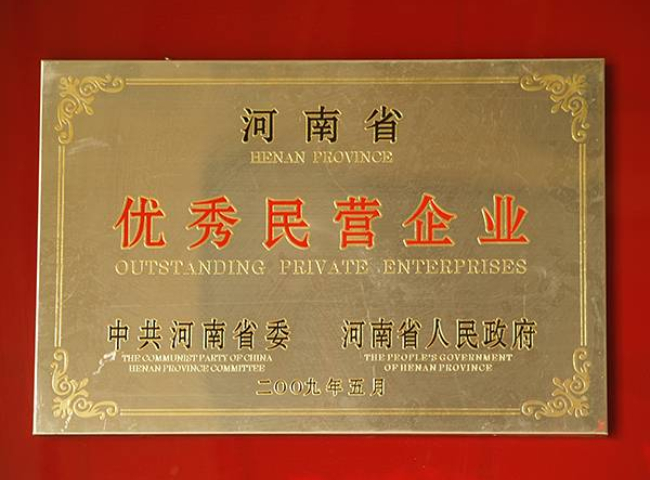 河南省
HENAN PROVINCE
优秀民营企业
OUTSTANDING PRIVATE ENTERPRISES
中共河南省委
THE COMMUNIST PARTY OF CHINA
HENAN PROVINCE COMMITTEE
河南省人民政府
THE PEOPLE'S GOVERNMENT
OF HENAN PROVINCE
二〇〇九年五月